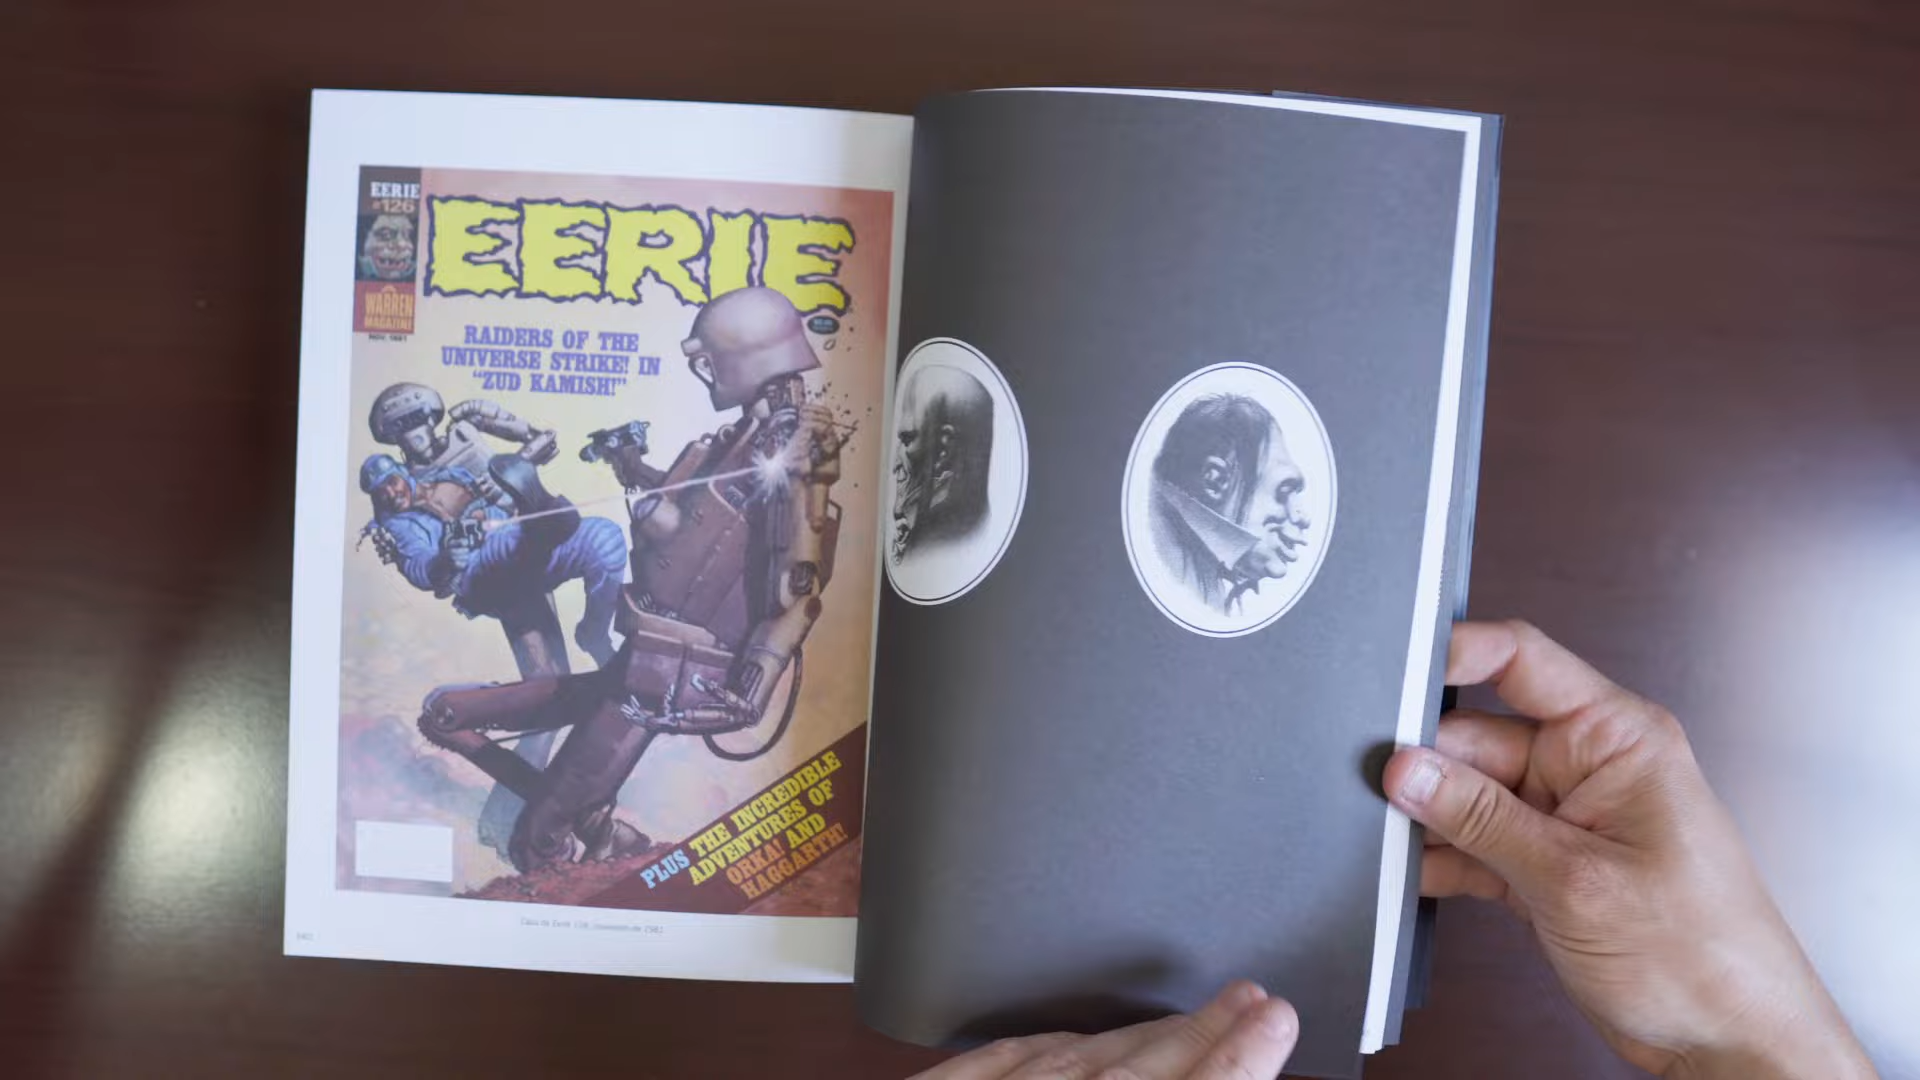 EERIE
#126
WARREN
MAGAZINE
NOV. 1981
EERIE
RAIDERS OF THE
UNIVERSE STRIKE! IN
"ZUD KAMISH!"
PLUS THE INCREDIBLE
ADVENTURES OF
ORKA! AND
HAGGARTH!